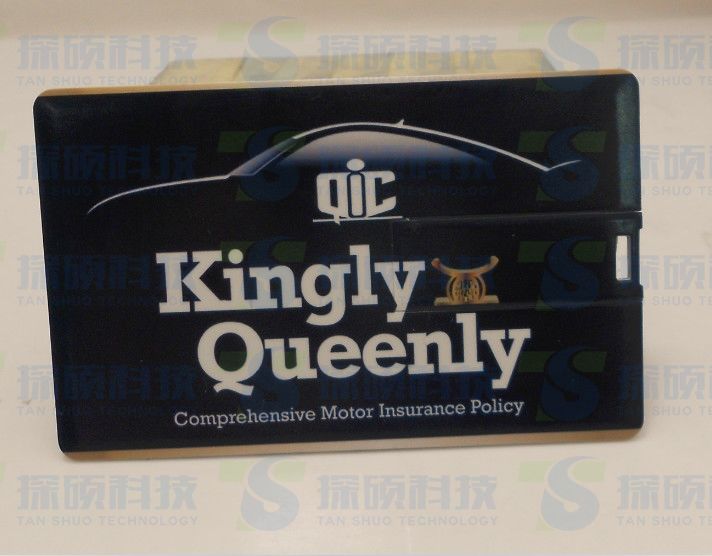 探硕科技
TAN SHUO TECHNOLOGY
QIC
Kingly
Queenly
Comprehensive Motor Insurance Policy